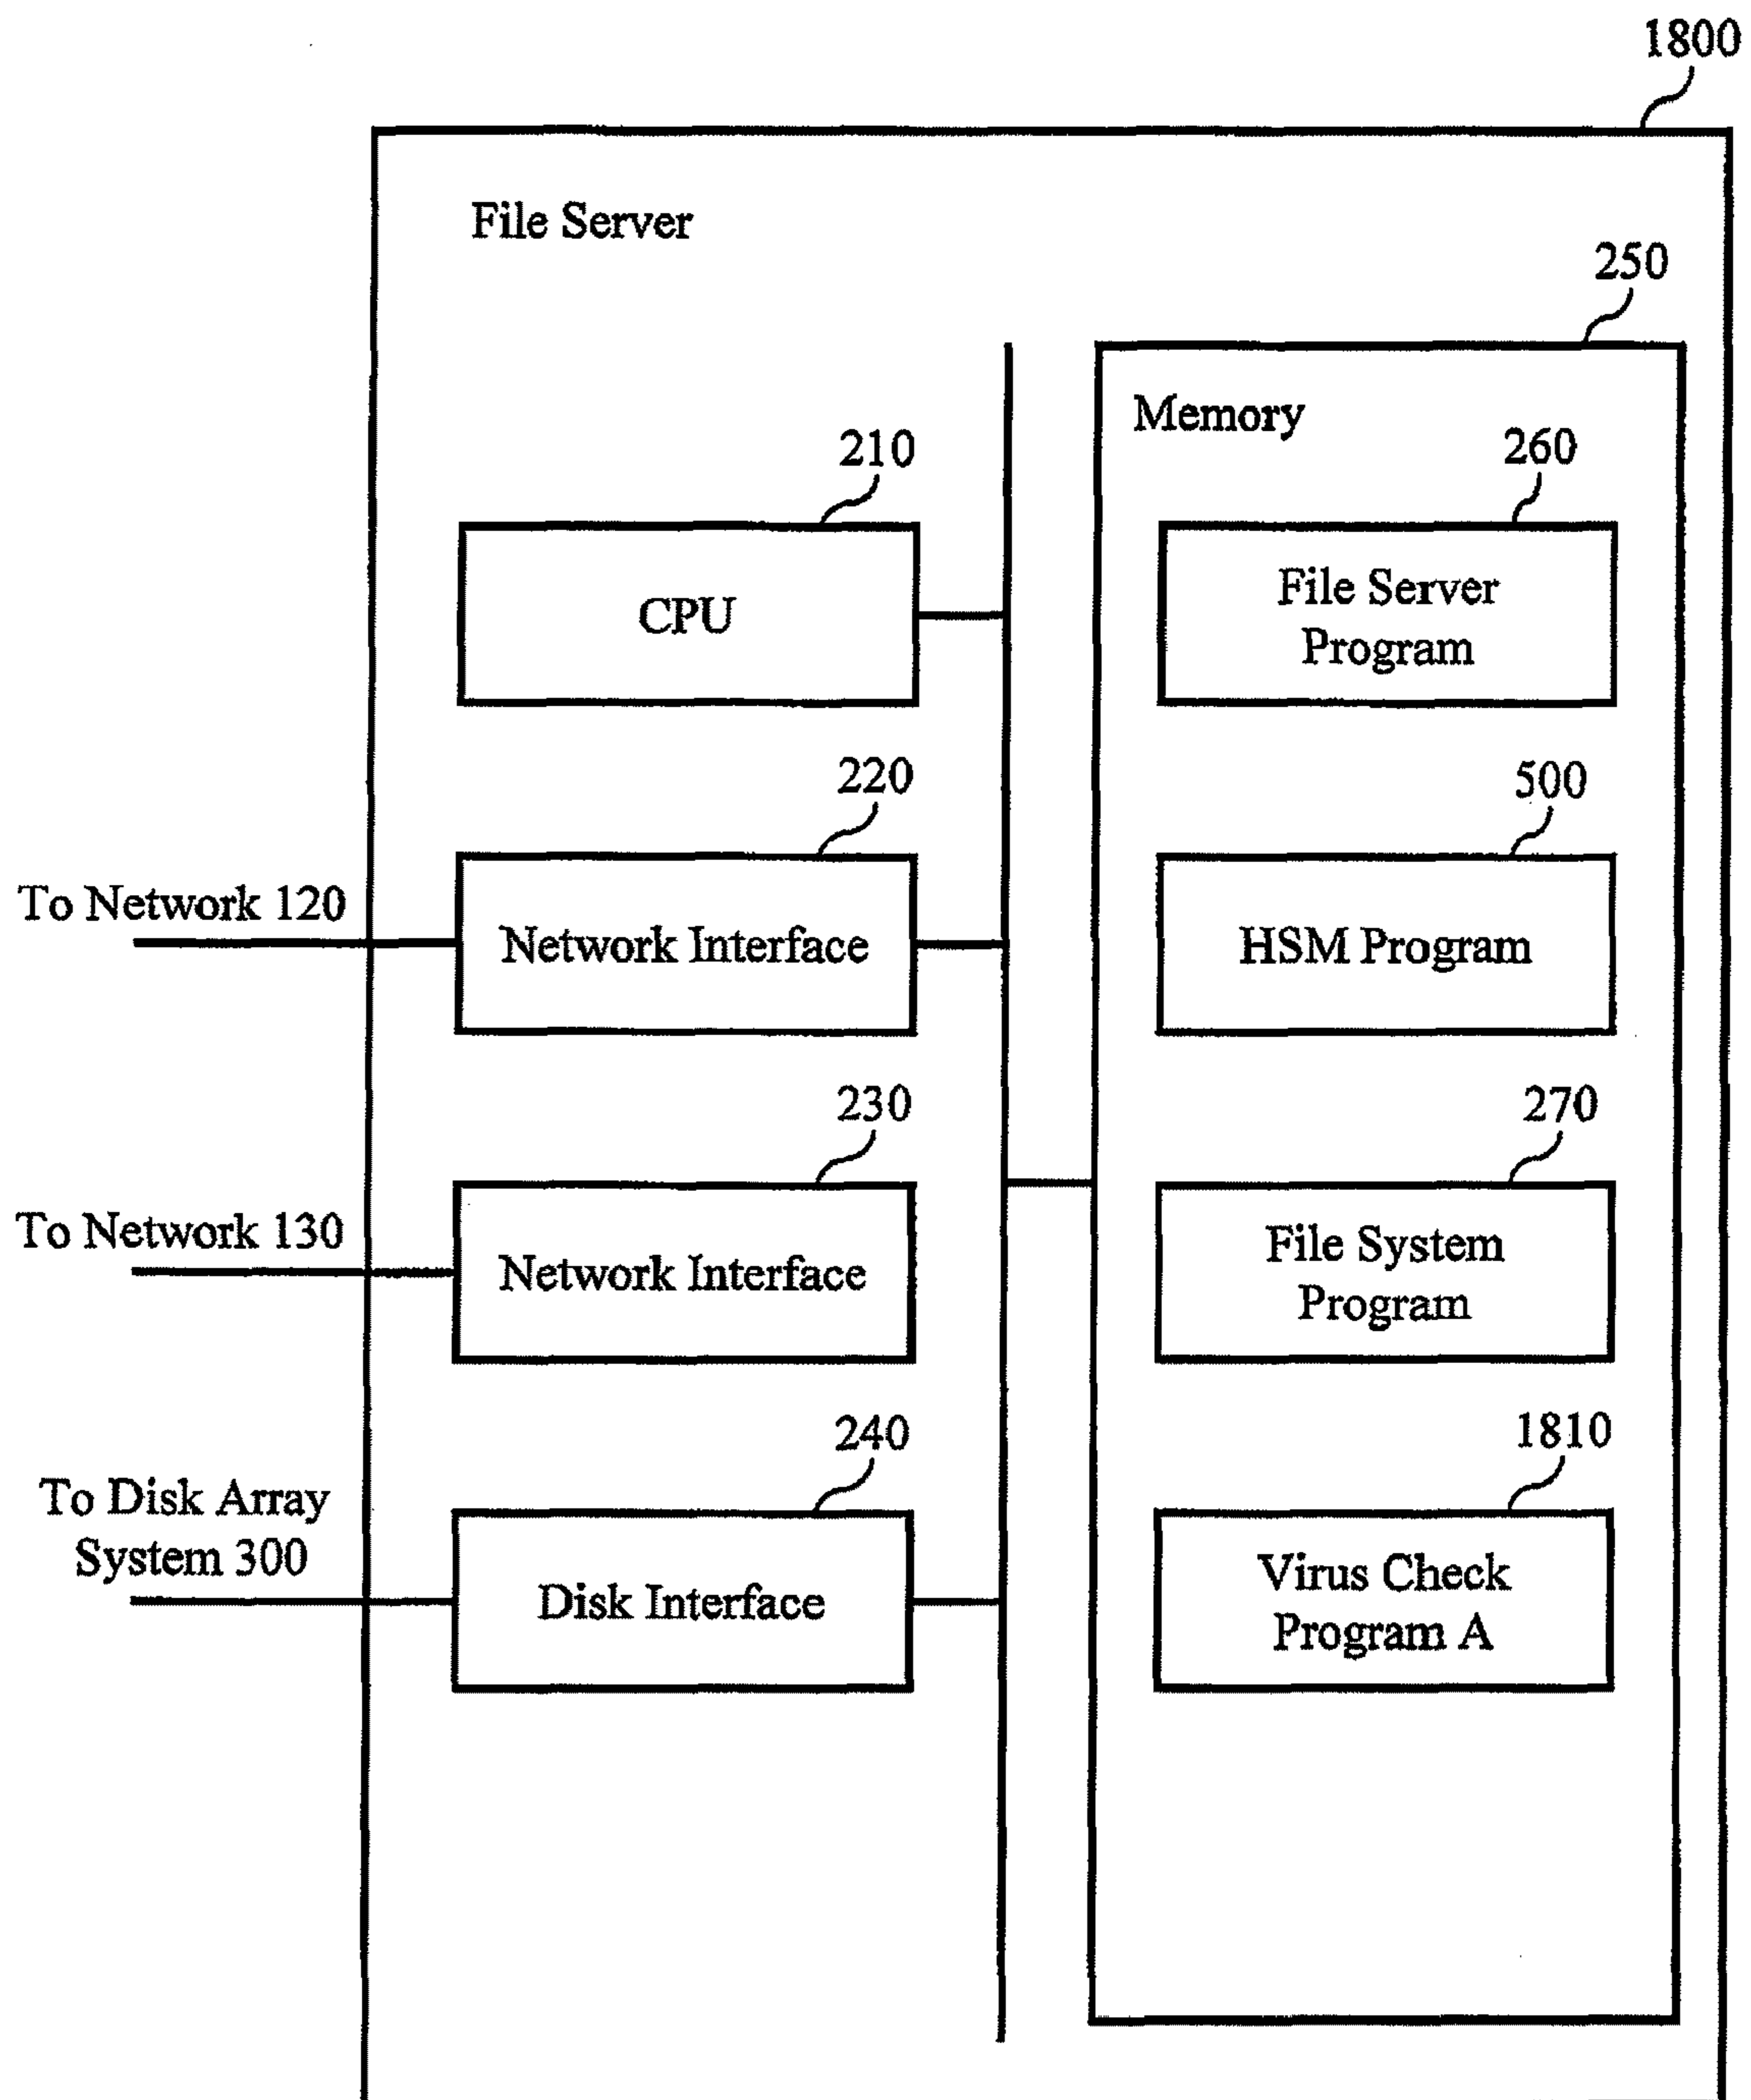 1800
File Server
250
Memory
210
260
CPU
File Server
Program
220
500
To Network 120
Network Interface
HSM Program
230
270
To Network 130
Network Interface
File System
Program
240
1810
To Disk Array
System 300
Disk Interface
Virus Check
Program A